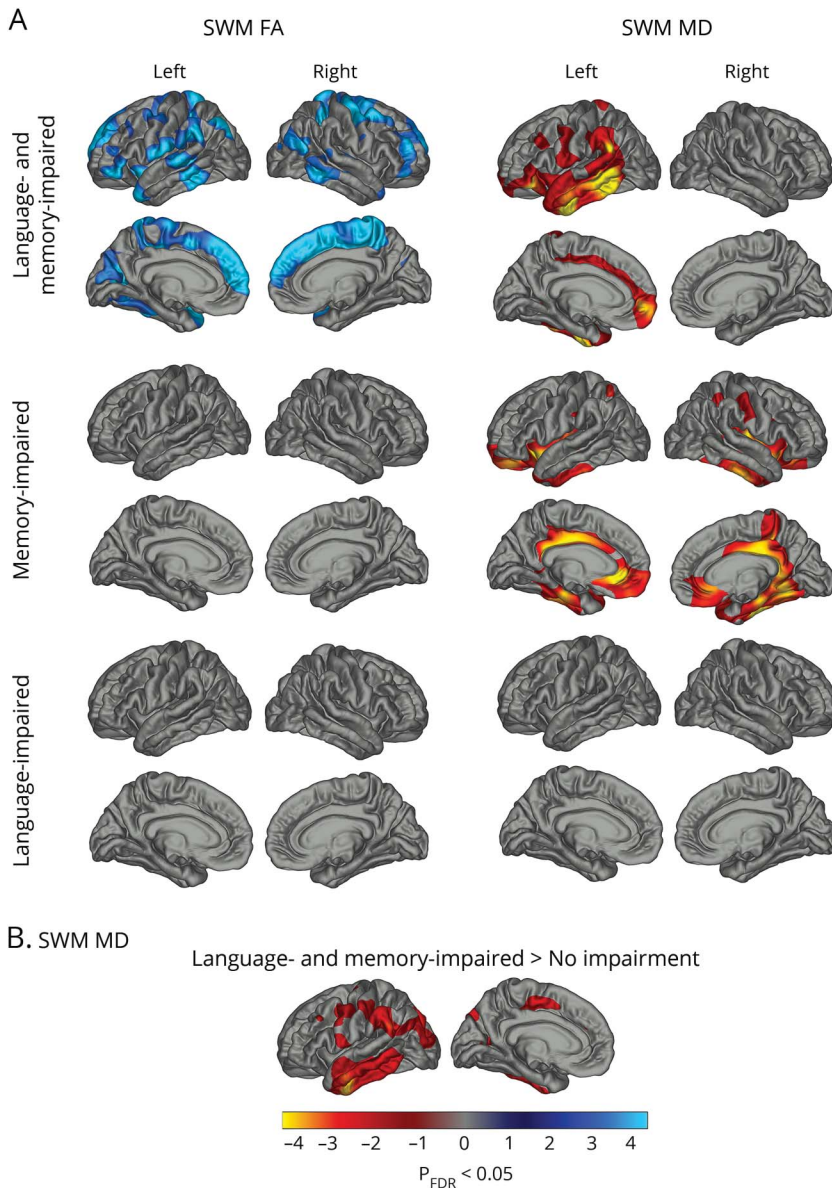 A
SWM FA
SWM MD
Left
Right
Left
Right
Language- and
memory-impaired
Memory-impaired
Language-impaired
B. SWM MD
Language- and memory-impaired > No impairment
−4 −3 −2 −1 0 1 2 3 4
P_FDR < 0.05